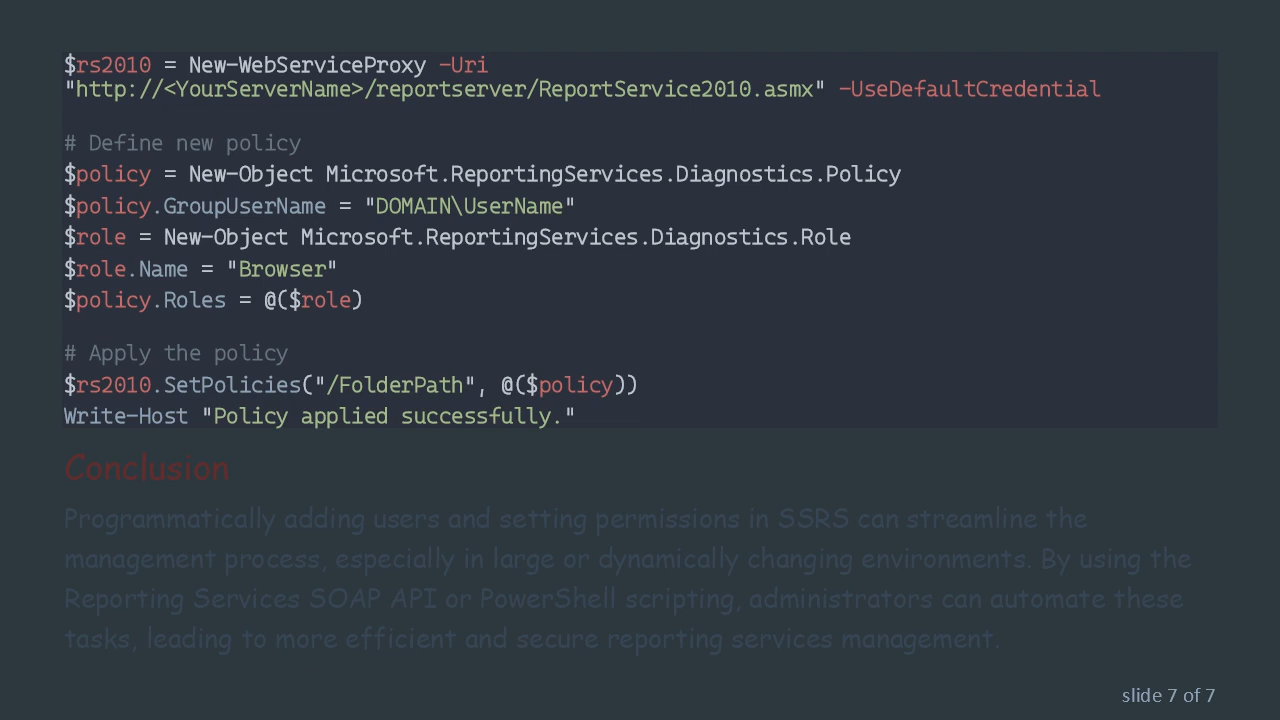 $rs2010 = New-WebServiceProxy -Uri
"http://<YourServerName>/reportserver/ReportService2010.asmx" -UseDefaultCredential
# Define new policy
$policy = New-Object Microsoft.ReportingServices.Diagnostics.Policy
$policy.GroupUserName = "DOMAIN\UserName"
$role = New-Object Microsoft.ReportingServices.Diagnostics.Role
$role.Name = "Browser"
$policy.Roles = @($role)
# Apply the policy
$rs2010.SetPolicies("/FolderPath", @($policy))
Write-Host "Policy applied successfully."
Conclusion
Programmatically adding users and setting permissions in SSRS can streamline the
management process, especially in large or dynamically changing environments. By using the
Reporting Services SOAP API or PowerShell scripting, administrators can automate these
tasks, leading to more efficient and secure reporting services management.
slide 7 of 7